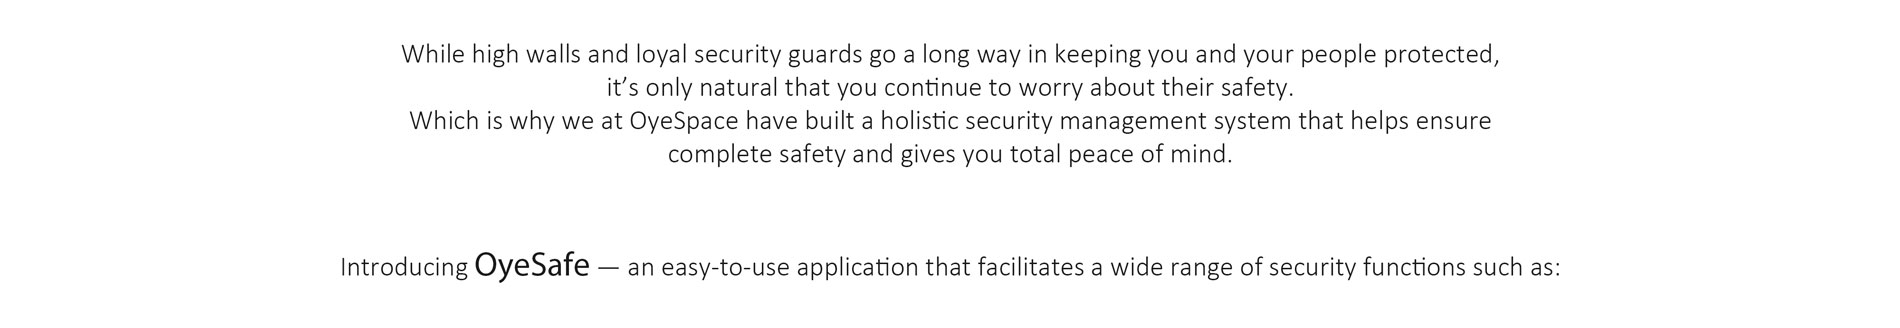 While high walls and loyal security guards go a long way in keeping you and your people protected,
it’s only natural that you continue to worry about their safety.
Which is why we at OyeSpace have built a holistic security management system that helps ensure
complete safety and gives you total peace of mind.
Introducing OyeSafe — an easy-to-use application that facilitates a wide range of security functions such as: